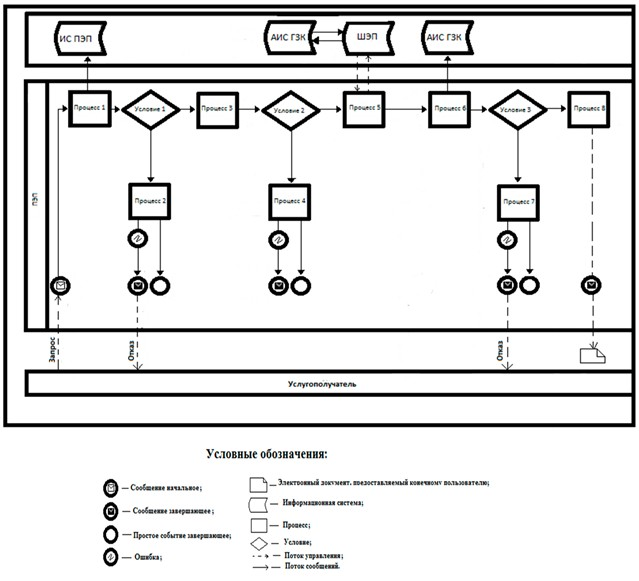 ИС ПЭП
АИС ГЗК
ШЭП
АИС ГЗК
Процесс 1
Условие 1
Процесс 3
Условие 2
Процесс 5
Процесс 6
Условие 3
Процесс 8
ПЭП
Процесс 2
Процесс 4
Процесс 7
Запрос
Отказ
Отказ
Услугополучатель
Условные обозначения:
— Сообщение начальное;
— Сообщение завершающее;
— Простое событие завершающее;
— Ошибка;
— Электронный документ, предоставляемый конечному пользователю;
— Информационная система;
— Процесс;
— Условие;
— Поток управления;
— Поток сообщений.